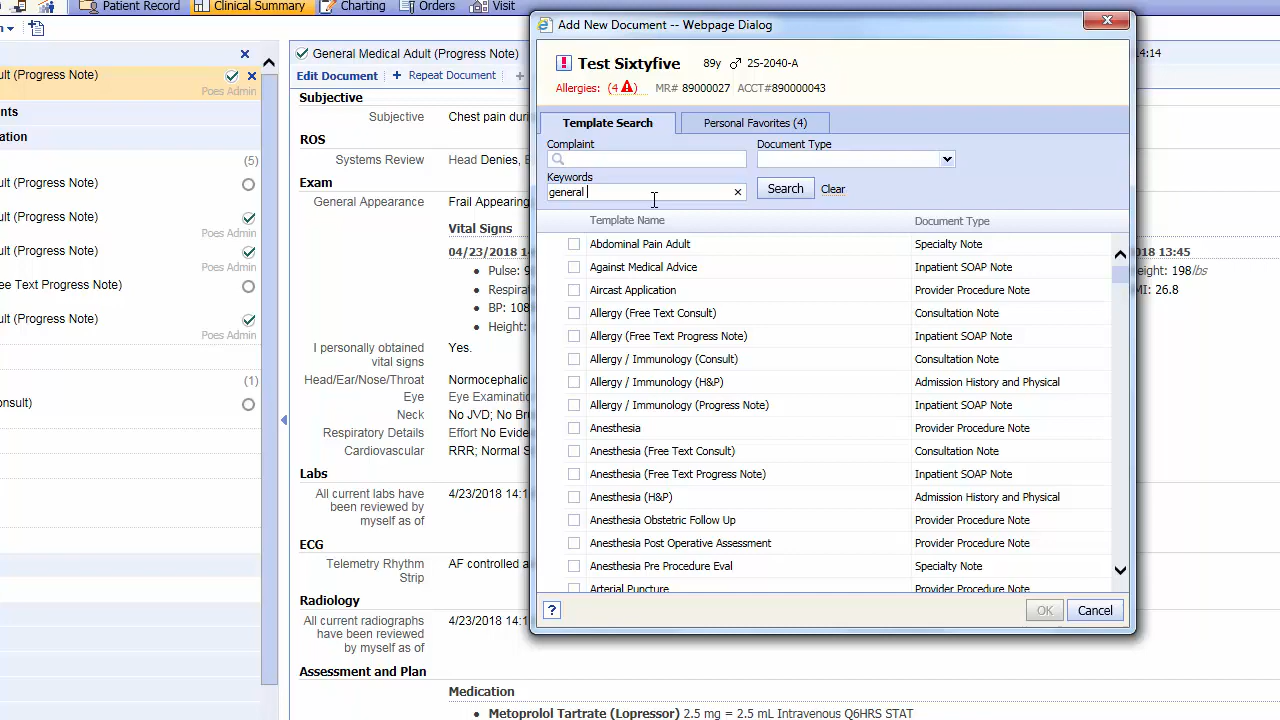 Patient Record
Clinical Summary
Charting
Orders
Visit
ult (Progress Note)
Poes Admin
nts
ation
(5)
ult (Progress Note)
ult (Progress Note)
Poes Admin
ult (Progress Note)
Poes Admin
ee Text Progress Note)
ult (Progress Note)
Poes Admin
(1)
onsult)
General Medical Adult (Progress Note)
14:14
Edit Document + Repeat Document +
Subjective
Subjective Chest pain duri
ROS
Systems Review Head Denies, E
Exam
General Appearance Frail Appearing
Vital Signs
04/23/2018 14
018 13:45
Pulse: 9
eight: 198/lbs
Respirat
MI: 26.8
BP: 108
Height:
I personally obtained
vital signs
Yes.
Head/Ear/Nose/Throat Normocephalic
Eye Eye Examination
Neck No JVD; No Bru
Respiratory Details Effort No Evide
Cardiovascular RRR; Normal S
Labs
All current labs have
been reviewed by
myself as of
4/23/2018 14:1
ECG
Telemetry Rhythm
Strip
AF controlled a
Radiology
All current radiographs
have been reviewed
by myself as of
4/23/2018 14:1
Assessment and Plan
Medication
Metoprolol Tartrate (Lopressor) 2.5 mg = 2.5 mL Intravenous Q6HRS STAT
Add New Document -- Webpage Dialog
Test Sixtyfive 89y ♂ 2S-2040-A
Allergies: (4) MR# 89000027 ACCT#890000043
Template Search Personal Favorites (4)
Complaint Document Type
Keywords
general Search Clear
Template Name Document Type
Abdominal Pain Adult Specialty Note
Against Medical Advice Inpatient SOAP Note
Aircast Application Provider Procedure Note
Allergy (Free Text Consult) Consultation Note
Allergy (Free Text Progress Note) Inpatient SOAP Note
Allergy / Immunology (Consult) Consultation Note
Allergy / Immunology (H&P) Admission History and Physical
Allergy / Immunology (Progress Note) Inpatient SOAP Note
Anesthesia Provider Procedure Note
Anesthesia (Free Text Consult) Consultation Note
Anesthesia (Free Text Progress Note) Inpatient SOAP Note
Anesthesia (H&P) Admission History and Physical
Anesthesia Obstetric Follow Up Provider Procedure Note
Anesthesia Post Operative Assessment Provider Procedure Note
Anesthesia Pre Procedure Eval Specialty Note
Arterial Puncture Provider Procedure Note
? OK Cancel